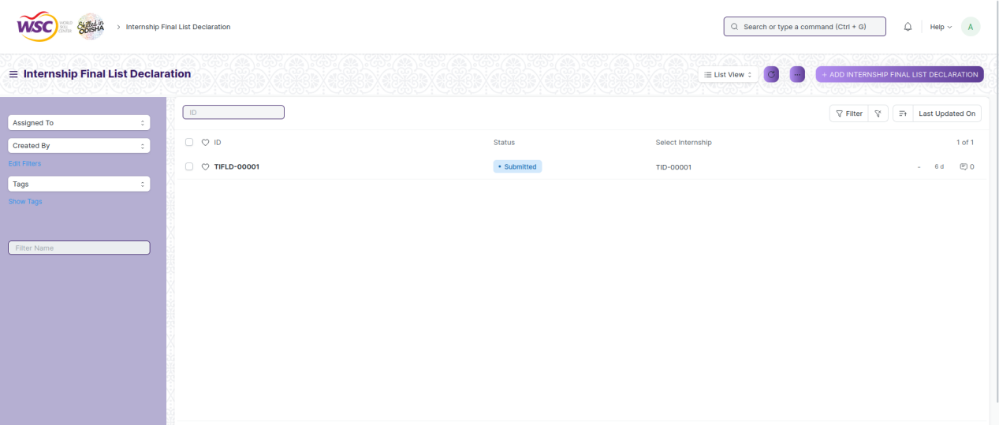 WSC WORLD SKILL CENTER Skilled in ODISHA > Internship Final List Declaration Search or type a command (Ctrl + G) Help A
Internship Final List Declaration List View ... + ADD INTERNSHIP FINAL LIST DECLARATION
ID Filter Last Updated On
Assigned To
Created By
Edit Filters
Tags
Show Tags
Filter Name
ID Status Select Internship 1 of 1
TIFLD-00001 • Submitted TID-00001 - 6 d 0